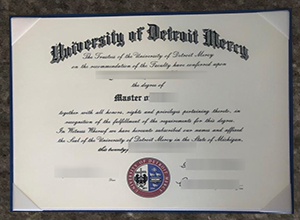 University of Detroit Mercy
The Trustees of the University of Detroit Mercy
on the recommendation of the Faculty have conferred upon
the degree of
Master o
together with all honors, rights and privileges pertaining thereto, in
recognition of the fulfillment of the requirements for this degree.
In Witness Whereof we have hereunto subscribed our names and affixed
the Seal of the University of Detroit Mercy in the State of Michigan,
this twenty